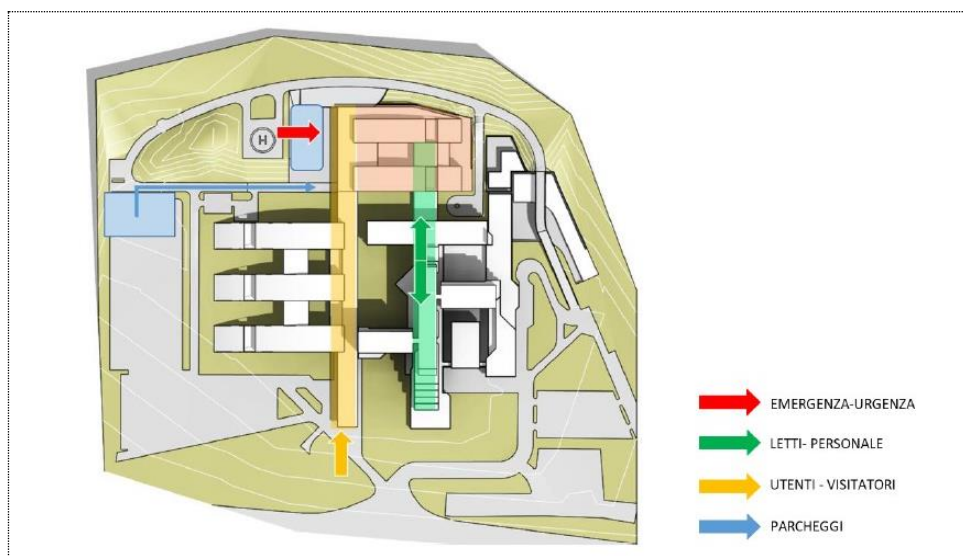 H
EMERGENZA-URGENZA
LETTI- PERSONALE
UTENTI - VISITATORI
PARCHEGGI